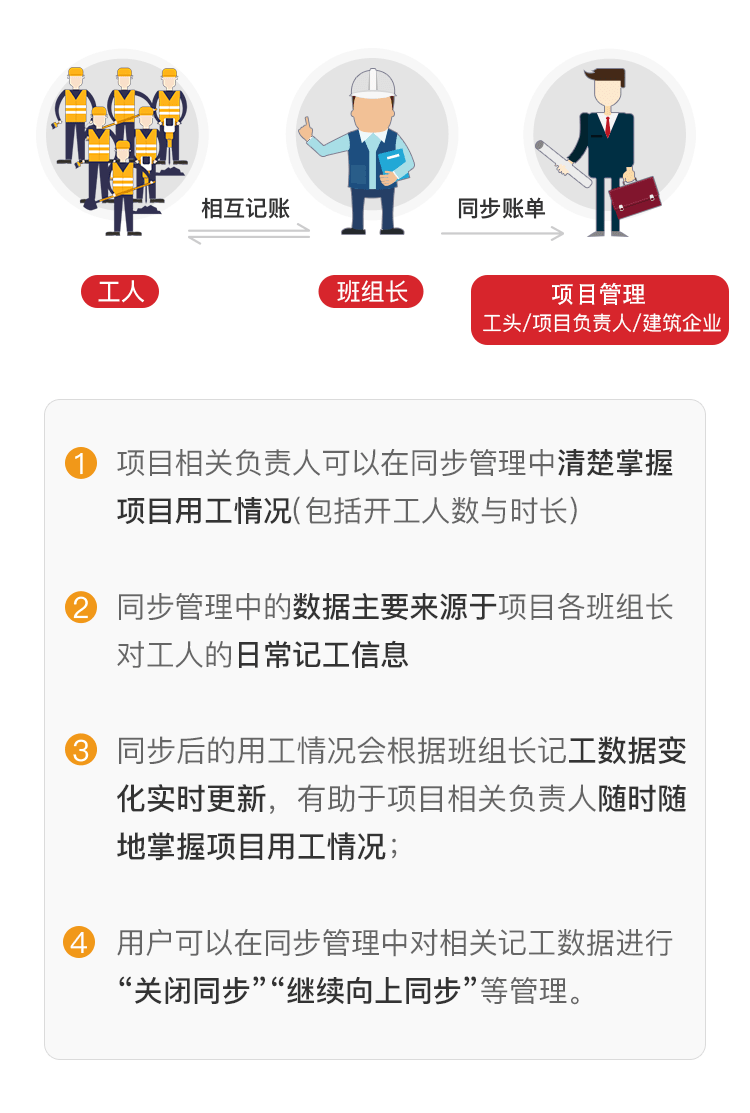 相互记账
同步账单
工人
班组长
项目管理
工头/项目负责人/建筑企业
1 项目相关负责人可以在同步管理中清楚掌握
项目用工情况(包括开工人数与时长)
2 同步管理中的数据主要来源于项目各班组长
对工人的日常记工信息
3 同步后的用工情况会根据班组长记工数据变
化实时更新，有助于项目相关负责人随时随
地掌握项目用工情况；
4 用户可以在同步管理中对相关记工数据进行
“关闭同步”“继续向上同步”等管理。